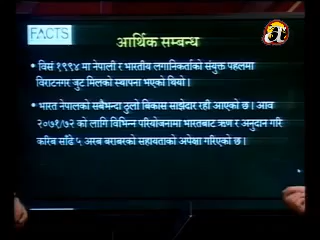 FACTS
आर्थिक सम्बन्ध
• विसं १९९४ मा नेपाली र भारतीय लगानिकर्ताको संयुक्त पहलमा
विराटनगर जुट मिलको स्थापना भएको थियो ।
• भारत नेपालको सबैभन्दा ठुलो बिकास साझेदार रही आएको छ । आव
२०७१/७२ को लागि विभिन्न परियोजनामा भारतबाट ऋण र अनुदान गरि
करिब साँढे ५ अरब बराबरको सहायताको अपेक्षा गरिएको छ ।